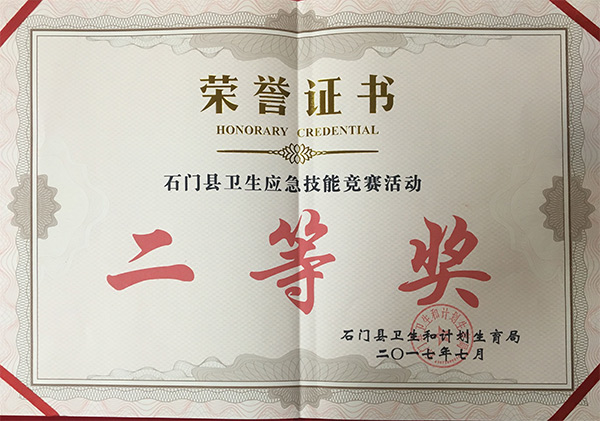 荣誉证书
HONORARY CREDENTIAL
石门县卫生应急技能竞赛活动
二等奖
石门县卫生和计划生育局
二〇一七年七月